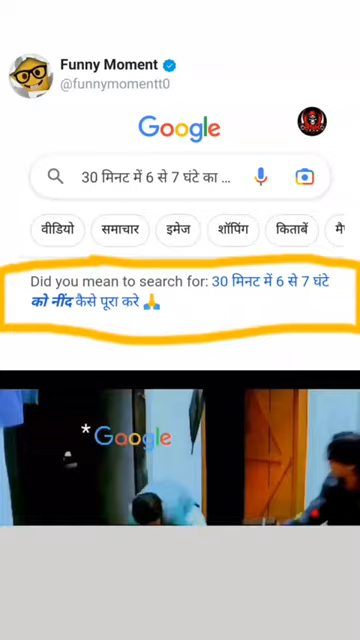 Funny Moment
@funnymomentt0
Google
30 मिनट में 6 से 7 घंटे का ...
वीडियो समाचार इमेज शॉपिंग किताबें मै
Did you mean to search for: 30 मिनट में 6 से 7 घंटे
को नींद कैसे पूरा करे 🙏
*Google